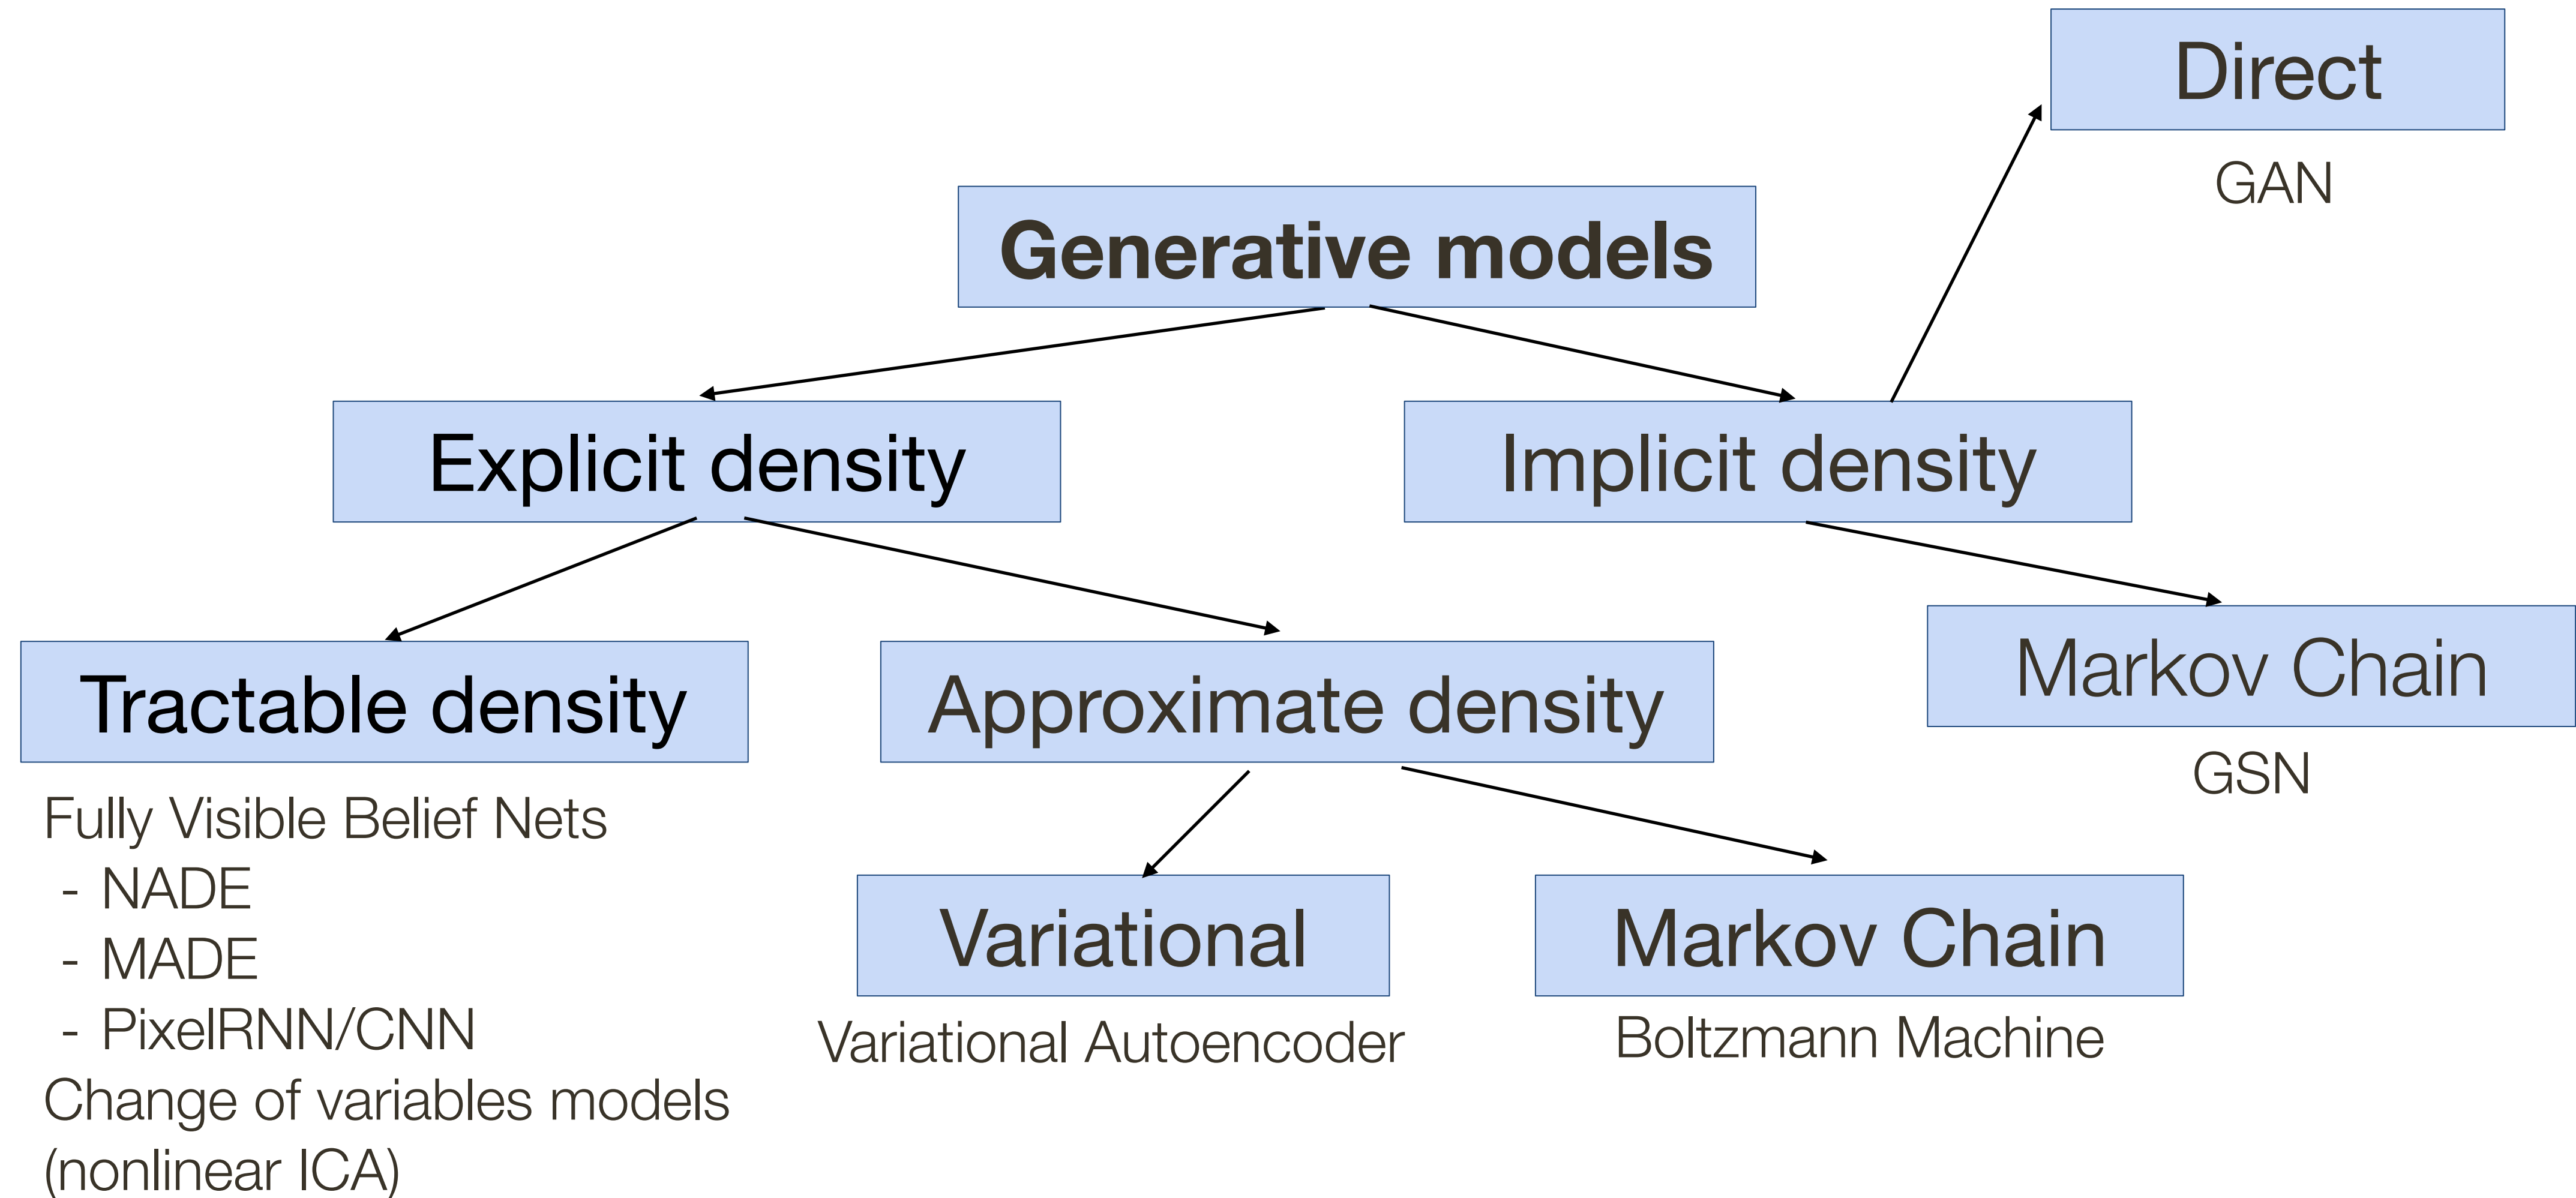 Direct
GAN
Generative models
Explicit density
Implicit density
Tractable density
Approximate density
Markov Chain
GSN
Fully Visible Belief Nets
- NADE
- MADE
- PixelRNN/CNN
Change of variables models
(nonlinear ICA)
Variational
Variational Autoencoder
Markov Chain
Boltzmann Machine